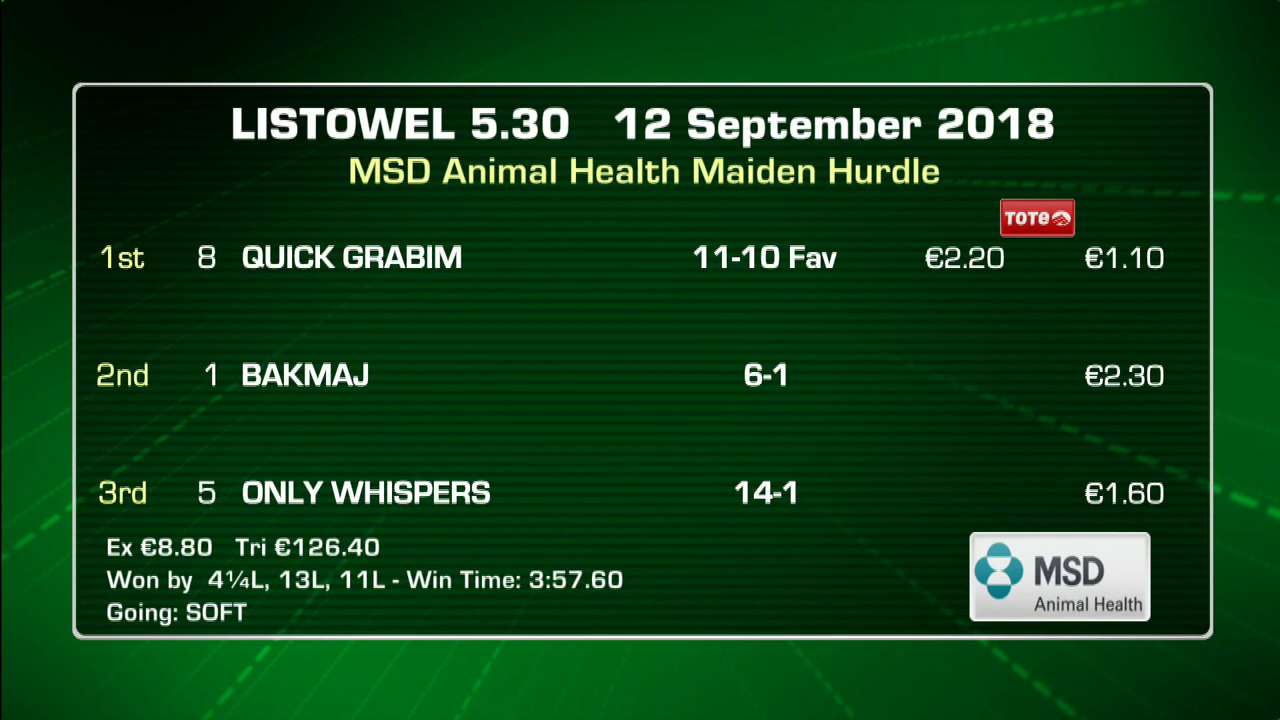 LISTOWEL 5.30 12 September 2018
MSD Animal Health Maiden Hurdle
TOTE
1st 8 QUICK GRABIM 11-10 Fav €2.20 €1.10
2nd 1 BAKMAJ 6-1 €2.30
3rd 5 ONLY WHISPERS 14-1 €1.60
Ex €8.80 Tri €126.40
Won by 4¼L, 13L, 11L - Win Time: 3:57.60
Going: SOFT
MSD
Animal Health